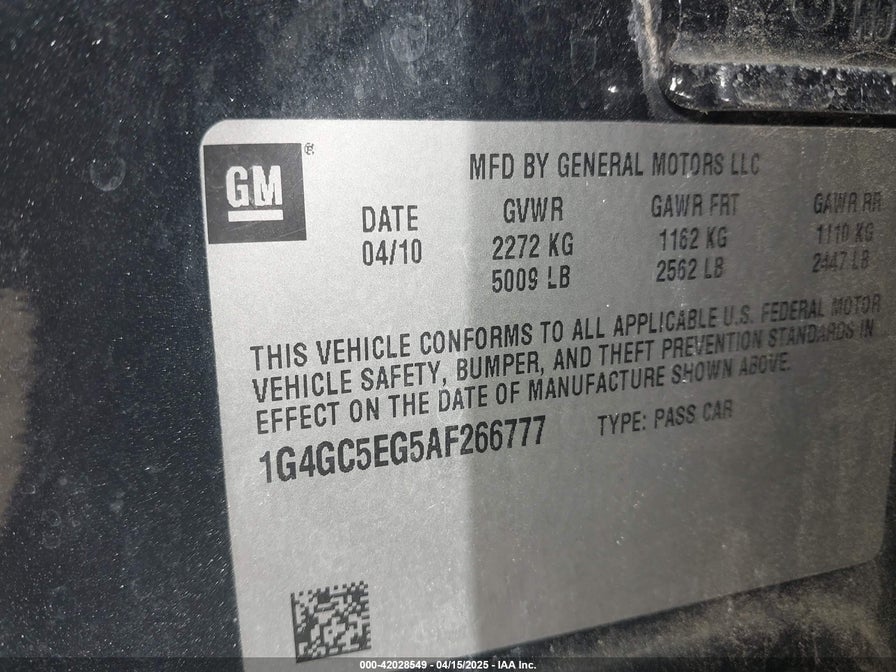 GM®
MFD BY GENERAL MOTORS LLC
DATE GVWR GAWR FRT GAWR RR
04/10 2272 KG 1162 KG 1110 KG
5009 LB 2562 LB 2447 LB
THIS VEHICLE CONFORMS TO ALL APPLICABLE U.S. FEDERAL MOTOR
VEHICLE SAFETY, BUMPER, AND THEFT PREVENTION STANDARDS IN
EFFECT ON THE DATE OF MANUFACTURE SHOWN ABOVE.
1G4GC5EG5AF266777 TYPE: PASS CAR
000-42028549 - 04/15/2025 - IAA Inc.